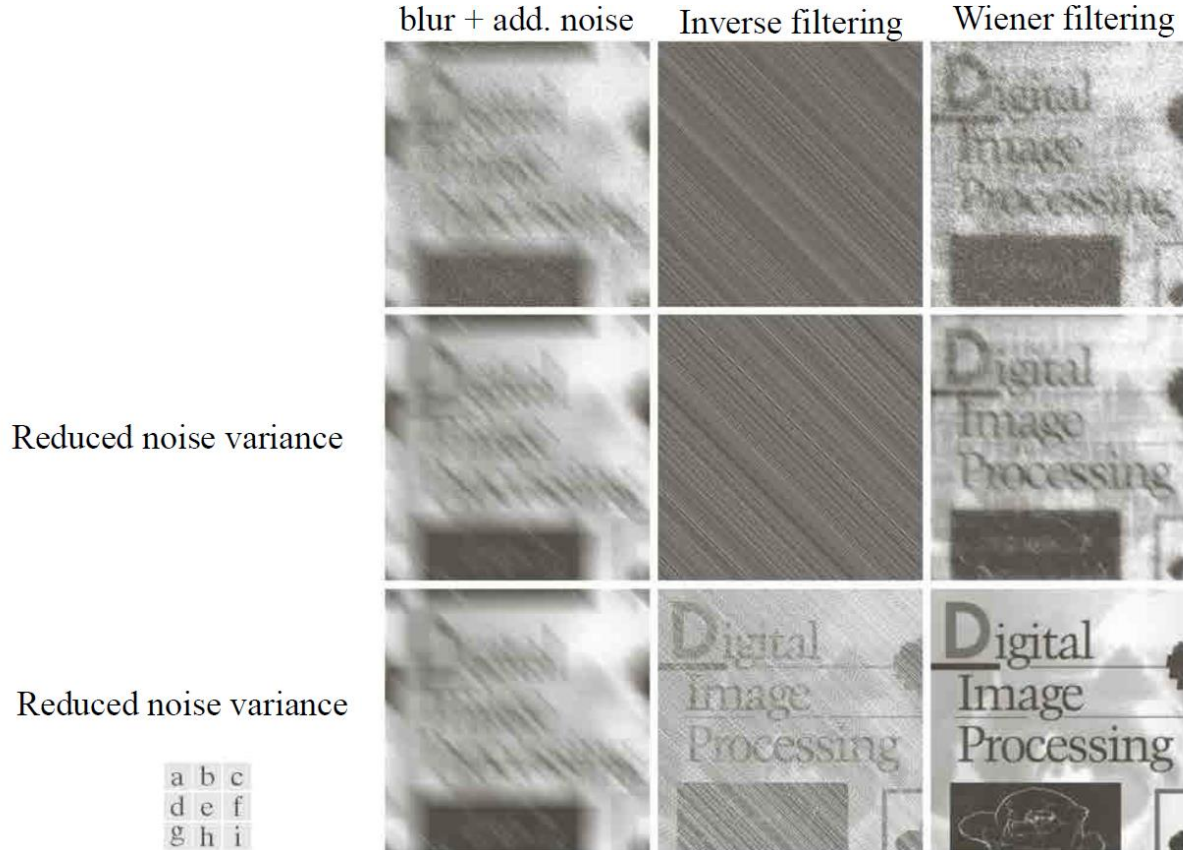 blur + add. noise Inverse filtering Wiener filtering
Digital
Image
Processing
Reduced noise variance
Digital
Image
Processing
Reduced noise variance
Digital
Image
Processing
Digital
Image
Processing
a b c
d e f
g h i